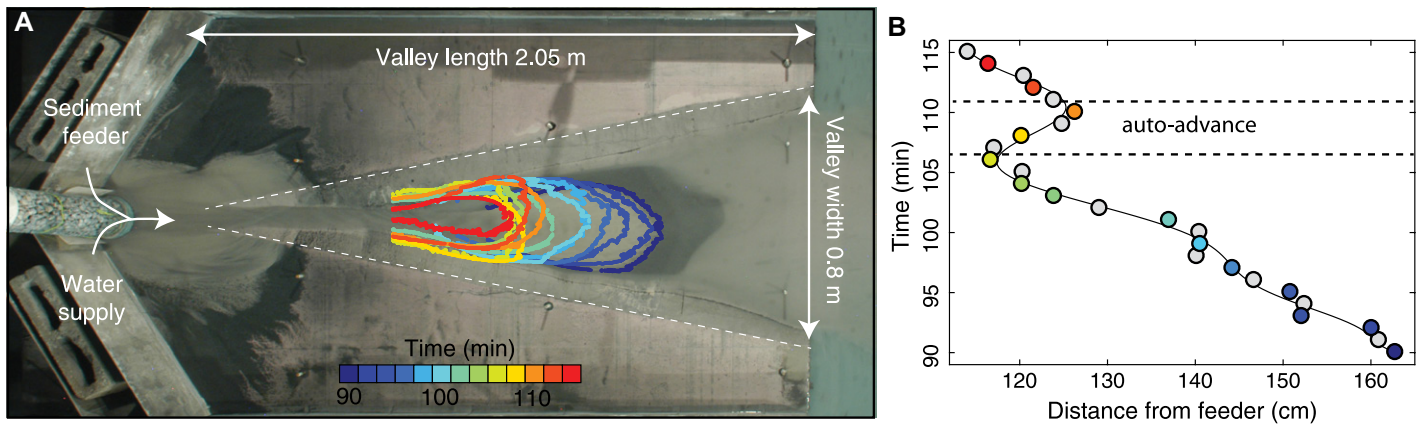 A
Valley length 2.05 m
Sediment
feeder
Water
supply
Valley width 0.8 m
Time (min)
90 100 110
B
115
110
105
100
95
90
Time (min)
auto-advance
120 130 140 150 160
Distance from feeder (cm)